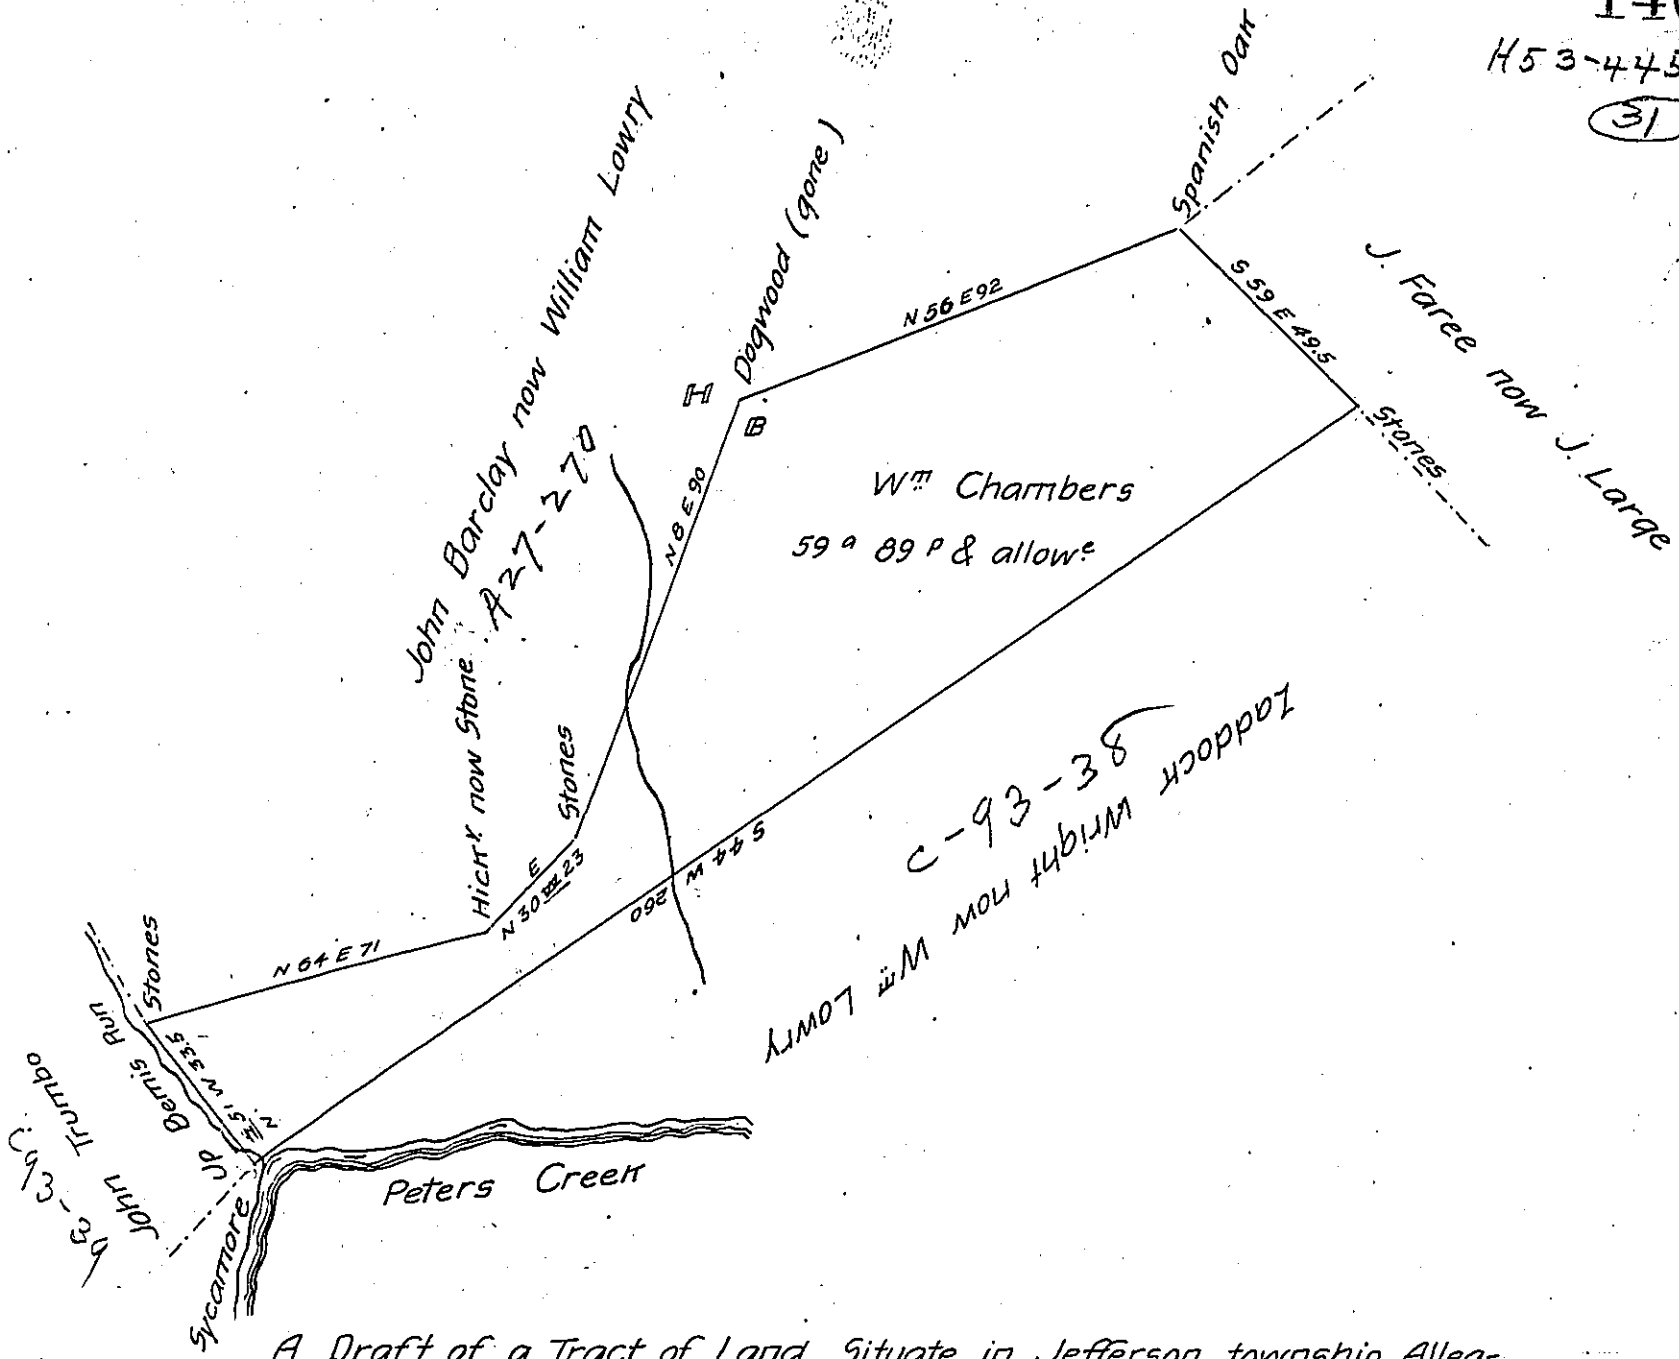 H53-445
31
Spanish Oak
John Barclay now William Lowry
Dogwood (gone)
N 56 E 92
S 59 E 49.5
J. Faree now J. Large
H
B
A27-270
Stones
Wm Chambers
59 a 89 p & allowe
N 8 E 90
Hicky now Stone
Stones
C-93-38
Zaddock Wright now Wm Lowry
E
N 30 23
S 44 W 260
Stones
N 64 E 71
N 51 W 33.5
UP Bemis Run
John Trumbo
C.93-39
Peters Creek
Sycamore
A Draft of a Tract of Land Situate in Jefferson township Alleg-